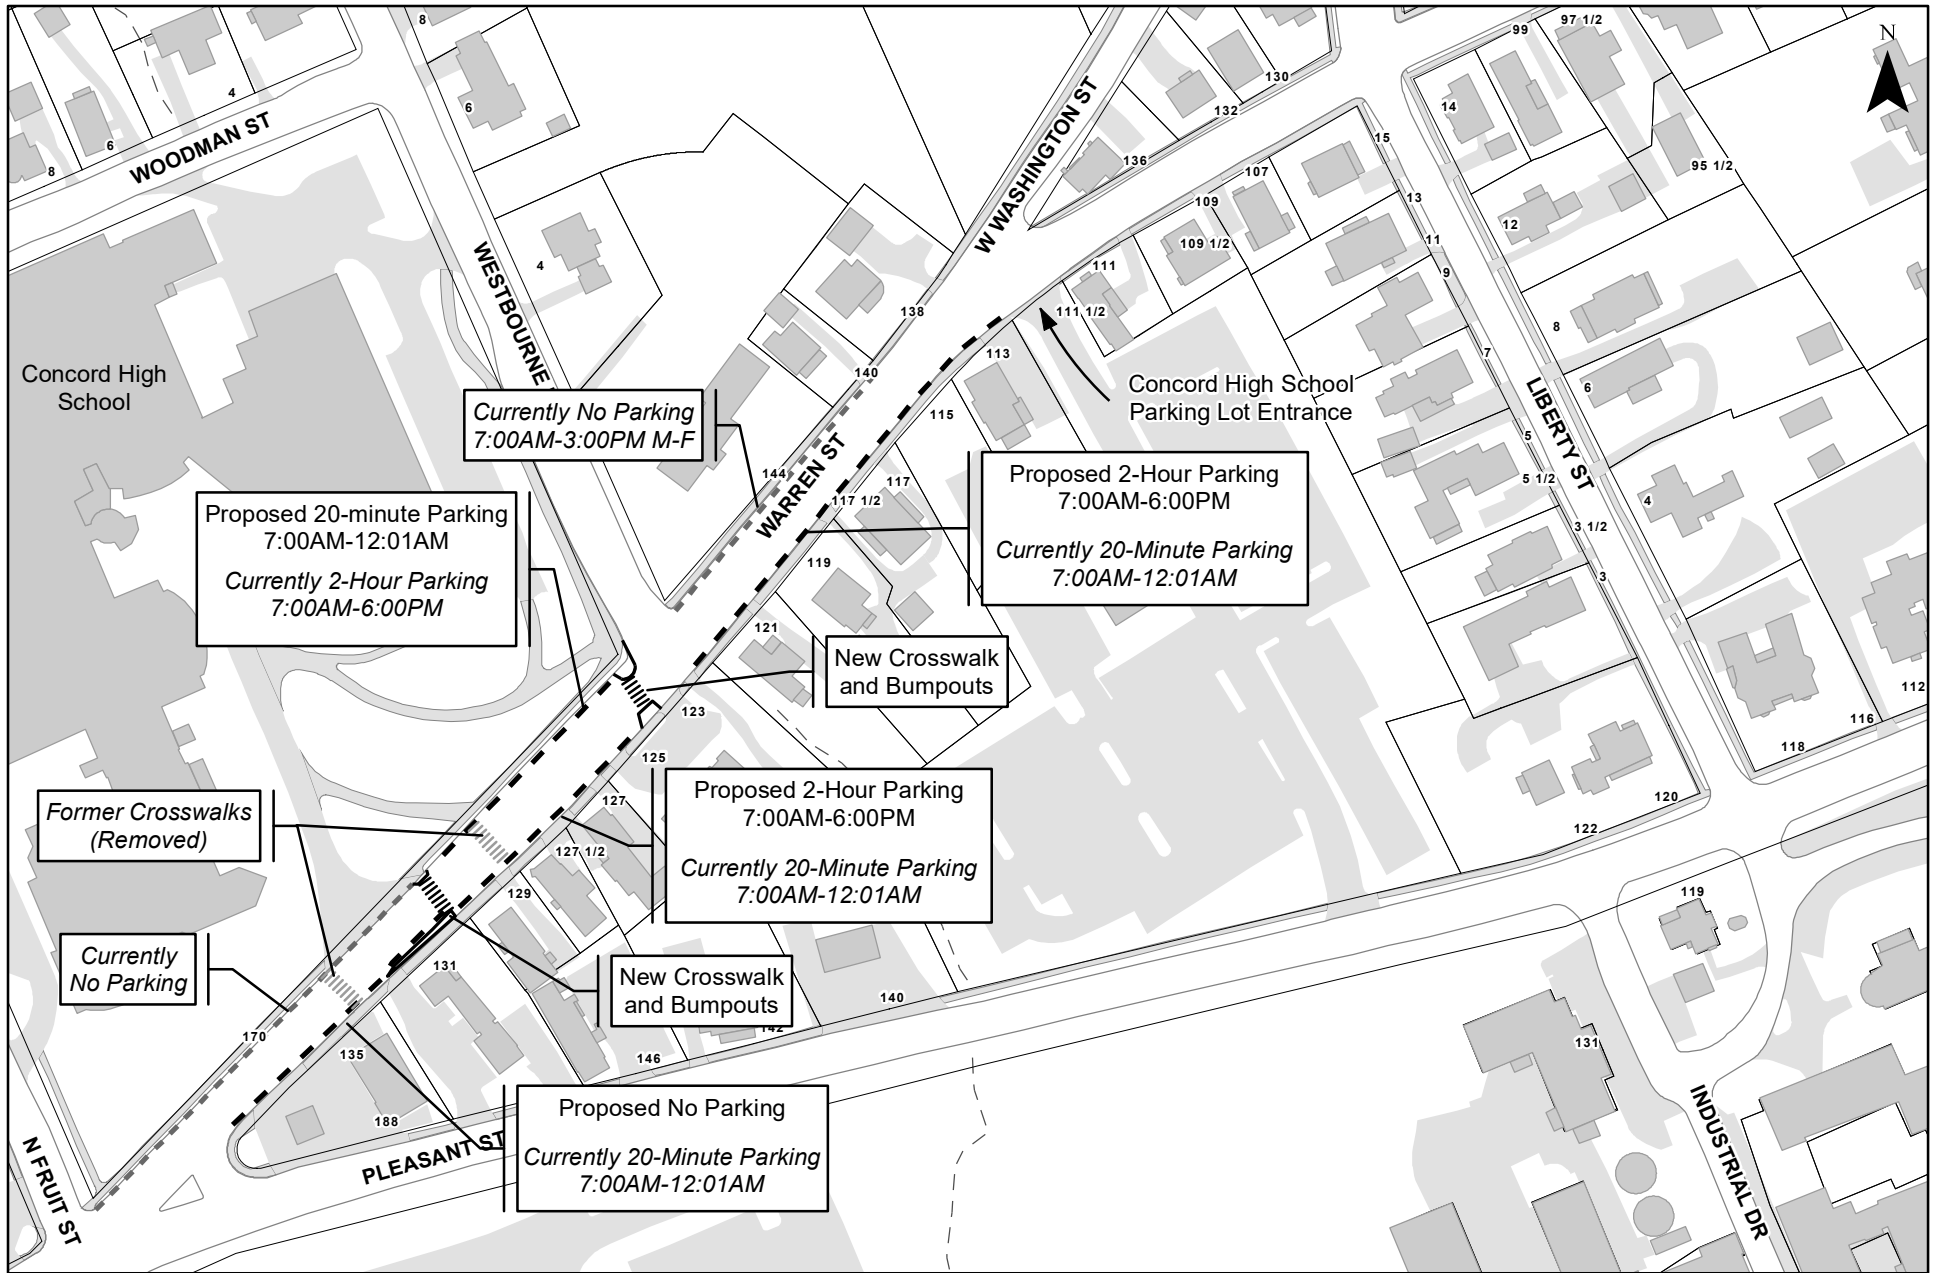 8
97 1/2
99
N
4
6
130
14
WOODMAN ST
6
132
15
8
W WASHINGTON ST
136
95 1/2
107
13
109
12
WESTBOURNE
109 1/2
11
4
111
9
138
111 1/2
8
113
7
Concord High
School
140
Concord High School
Parking Lot Entrance
6
LIBERTY ST
Currently No Parking
7:00AM-3:00PM M-F
115
WARREN ST
5
144
5 1/2
117
117 1/2
4
Proposed 2-Hour Parking
7:00AM-6:00PM
Currently 20-Minute Parking
7:00AM-12:01AM
3 1/2
Proposed 20-minute Parking
7:00AM-12:01AM
Currently 2-Hour Parking
7:00AM-6:00PM
119
3
121
New Crosswalk
and Bumpouts
112
123
116
118
125
120
Proposed 2-Hour Parking
7:00AM-6:00PM
Currently 20-Minute Parking
7:00AM-12:01AM
127
Former Crosswalks
(Removed)
122
127 1/2
129
119
Currently
No Parking
131
New Crosswalk
and Bumpouts
140
142
170
135
146
131
188
Proposed No Parking
Currently 20-Minute Parking
7:00AM-12:01AM
PLEASANT ST
N FRUIT ST
INDUSTRIAL DR